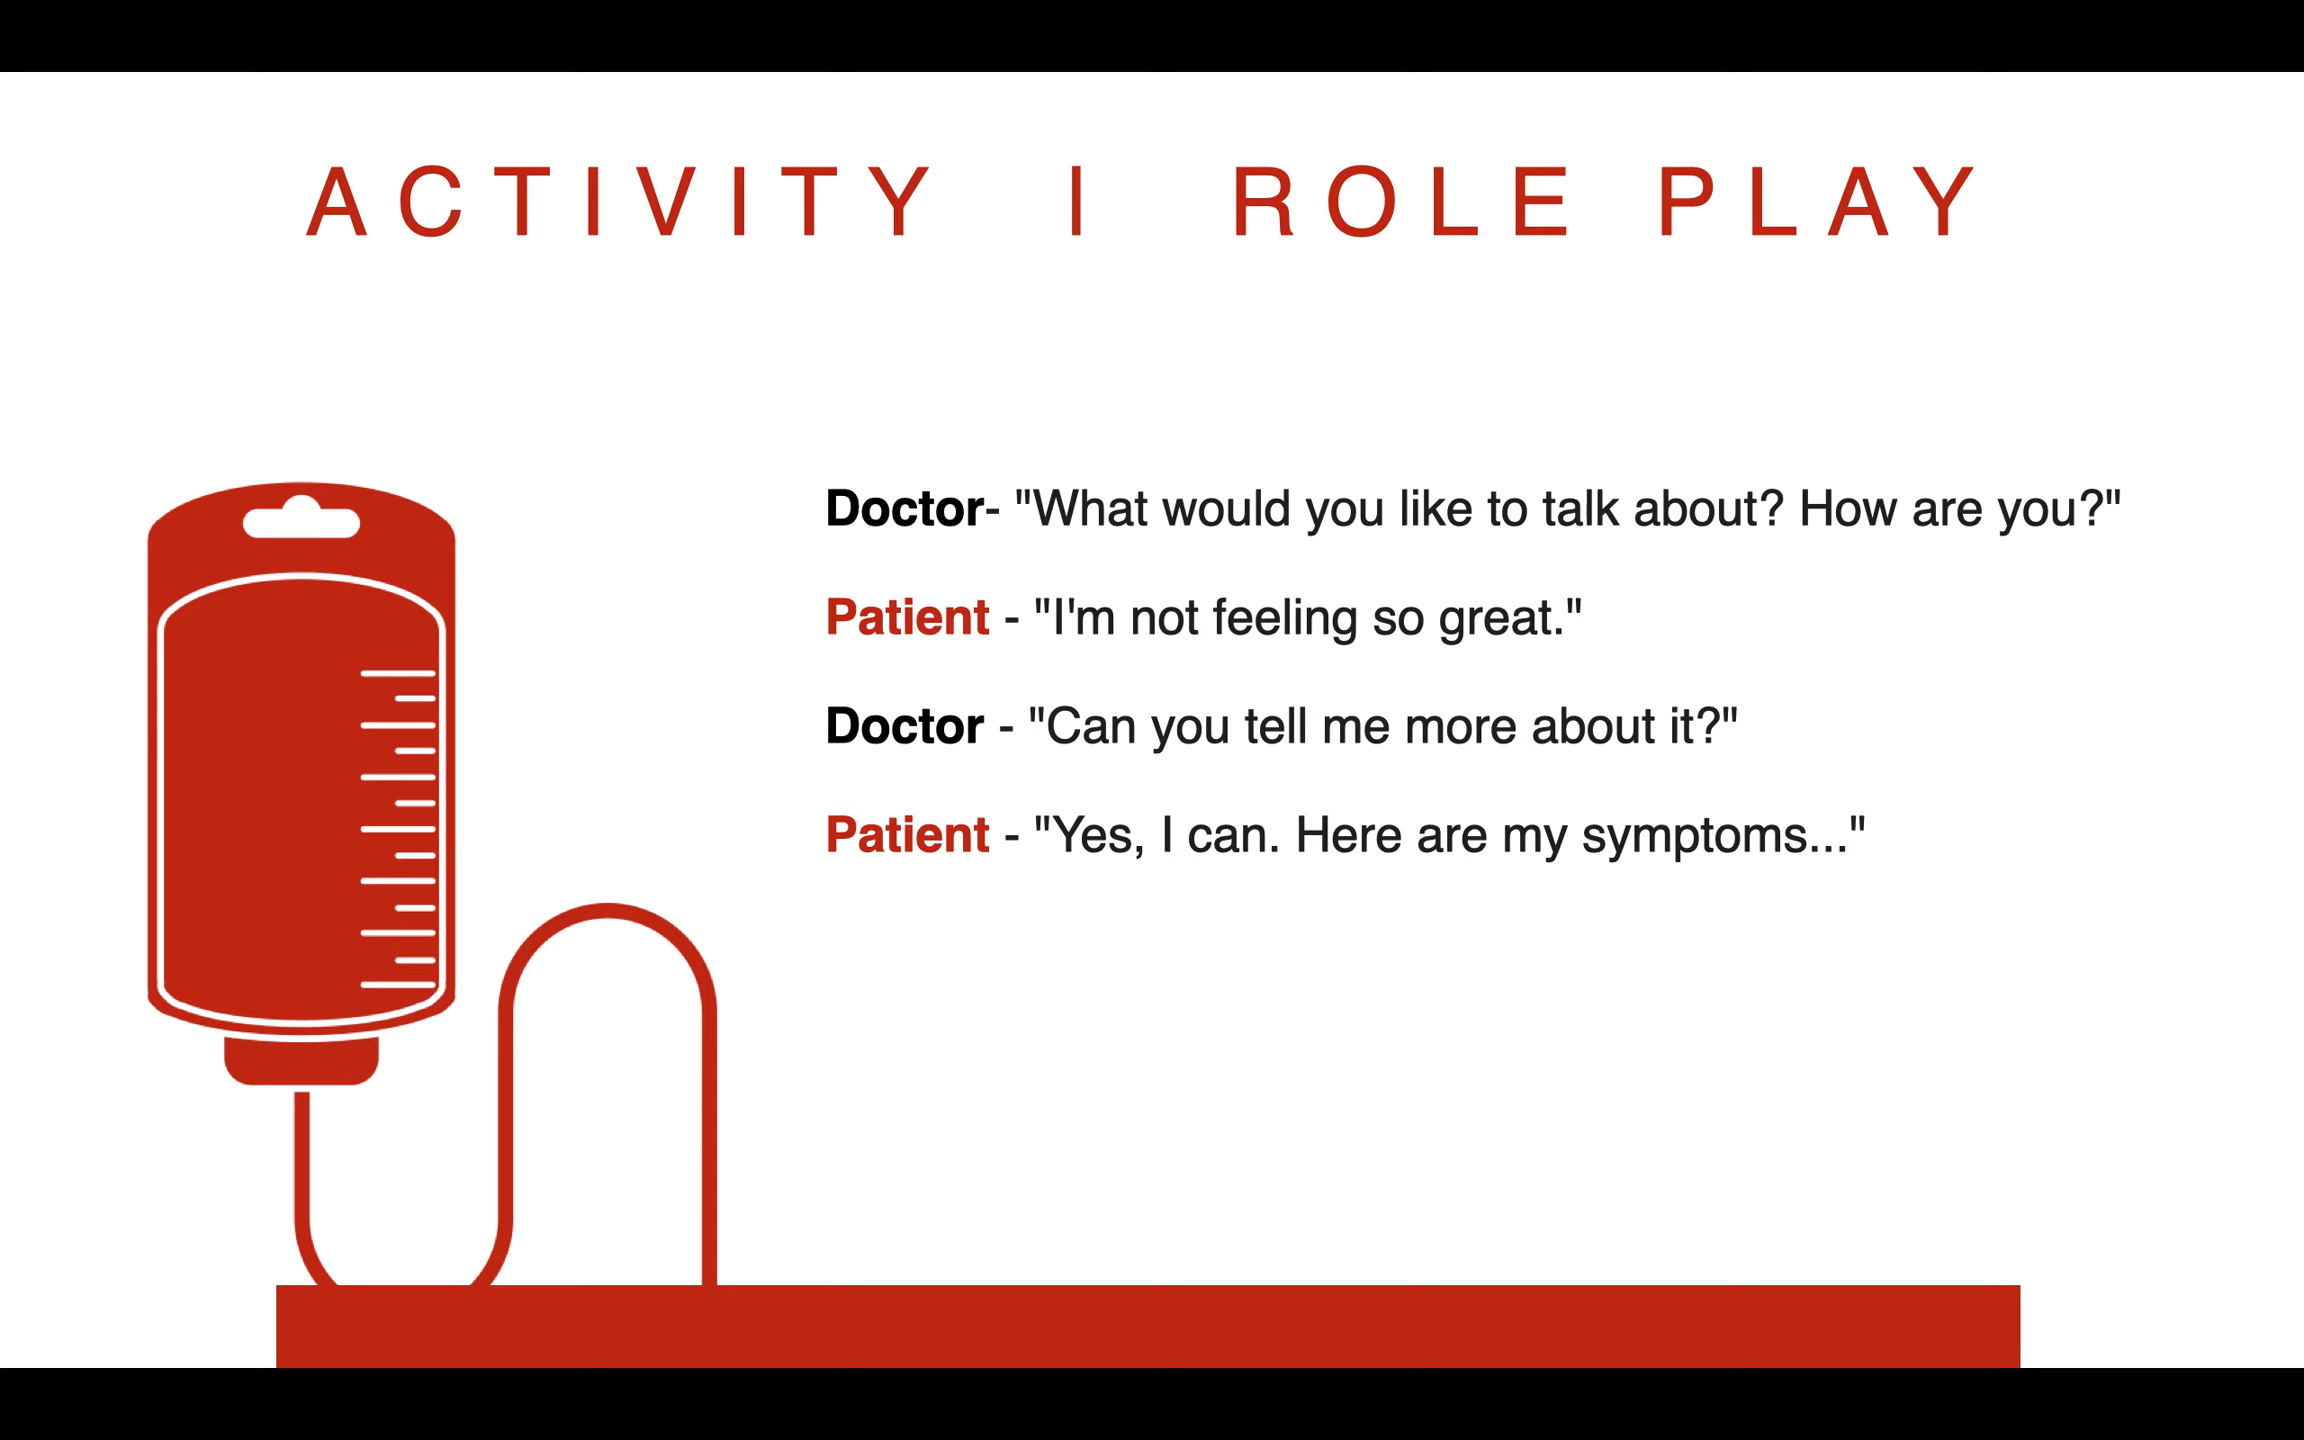 ACTIVITY I ROLE PLAY
Doctor- "What would you like to talk about? How are you?"
Patient - "I'm not feeling so great."
Doctor - "Can you tell me more about it?"
Patient - "Yes, I can. Here are my symptoms..."